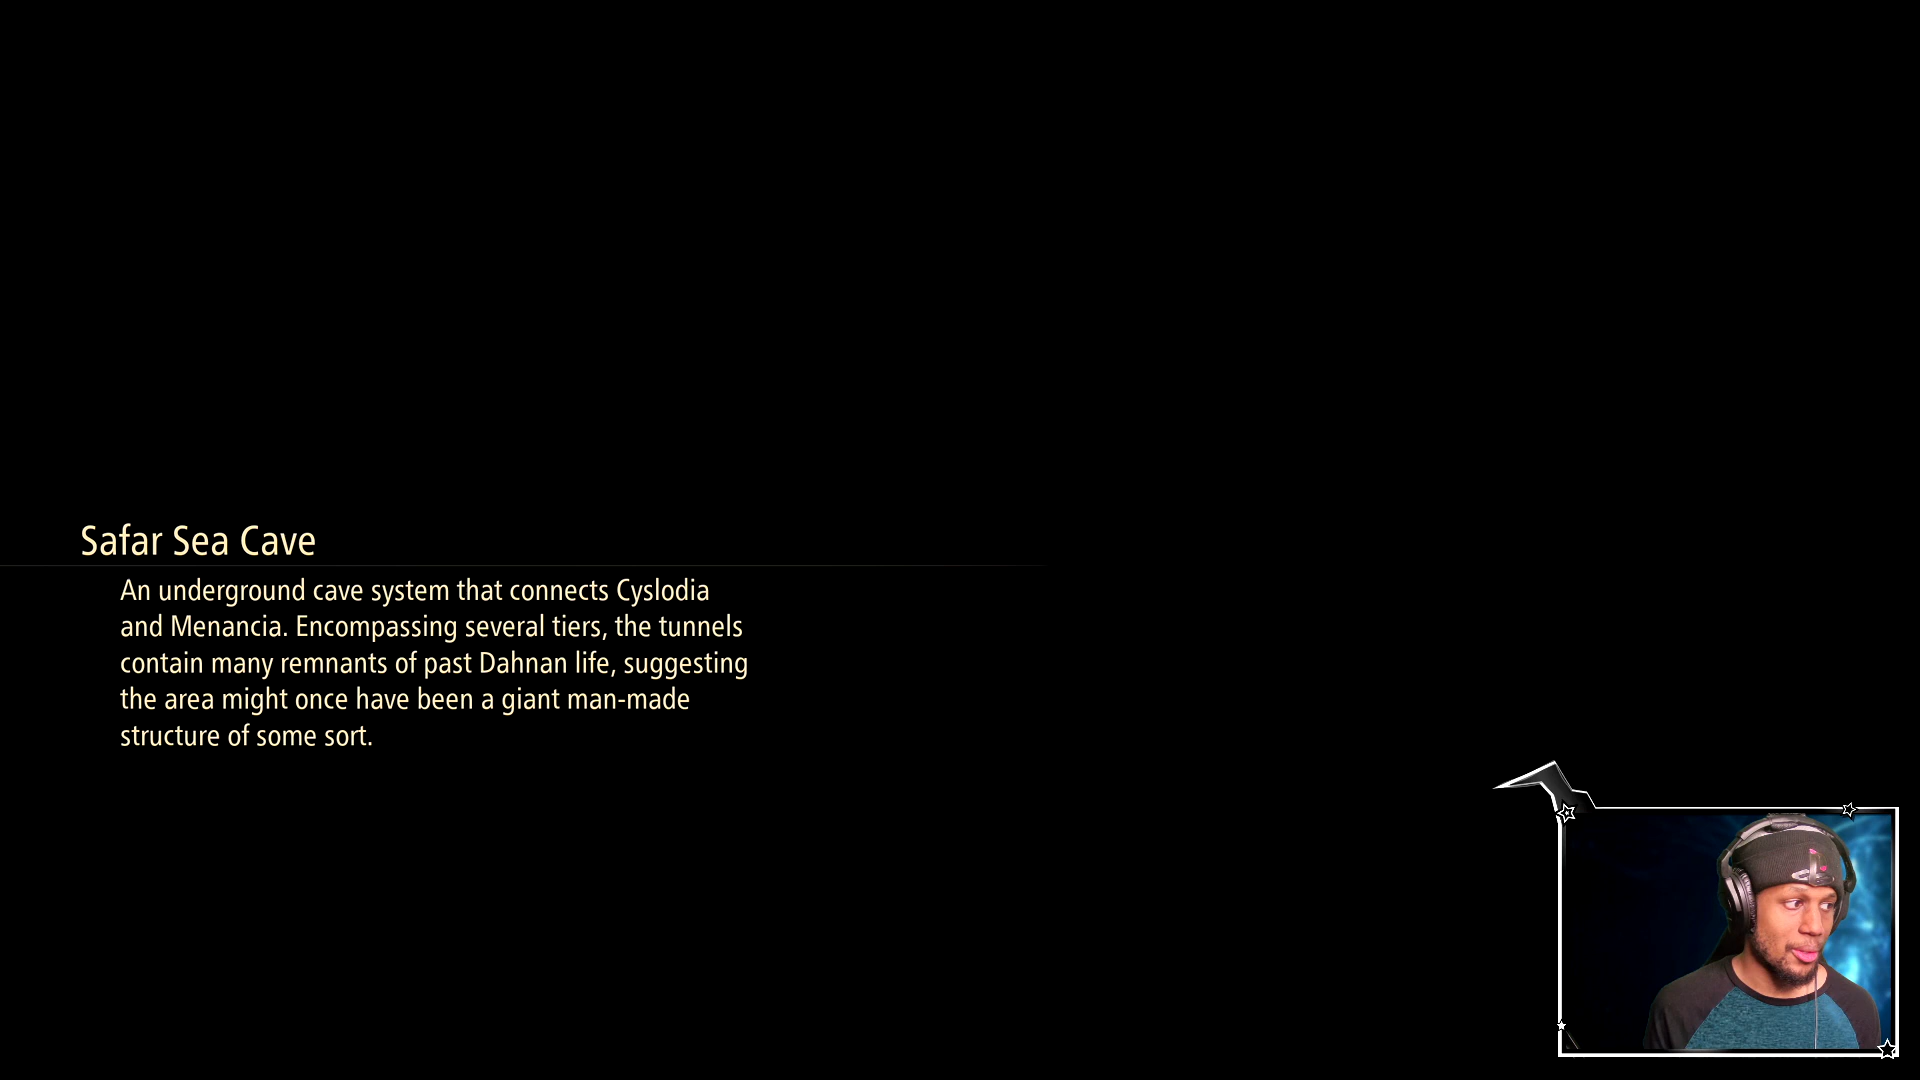 Safar Sea Cave
An underground cave system that connects Cyslodia
and Menancia. Encompassing several tiers, the tunnels
contain many remnants of past Dahnan life, suggesting
the area might once have been a giant man-made
structure of some sort.